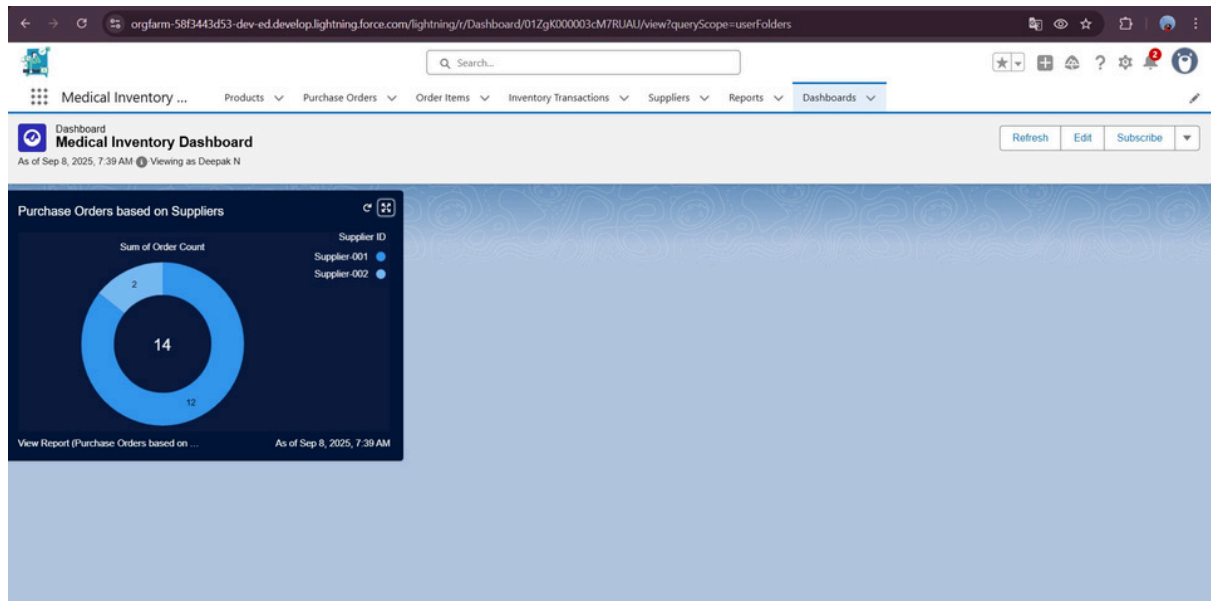 orgfarm-58f3443d53-dev-ed.develop.lightning.force.com/lightning/r/Dashboard/01ZgK000003cM7RUAU/view?queryScope=userFolders
Search...
2
Medical Inventory ... Products Purchase Orders Order Items Inventory Transactions Suppliers Reports Dashboards
Dashboard
Medical Inventory Dashboard
As of Sep 8, 2025, 7:39 AM Viewing as Deepak N
Refresh Edit Subscribe
Purchase Orders based on Suppliers
Sum of Order Count
Supplier ID
Supplier-001
Supplier-002
2
14
12
View Report (Purchase Orders based on ... As of Sep 8, 2025, 7:39 AM